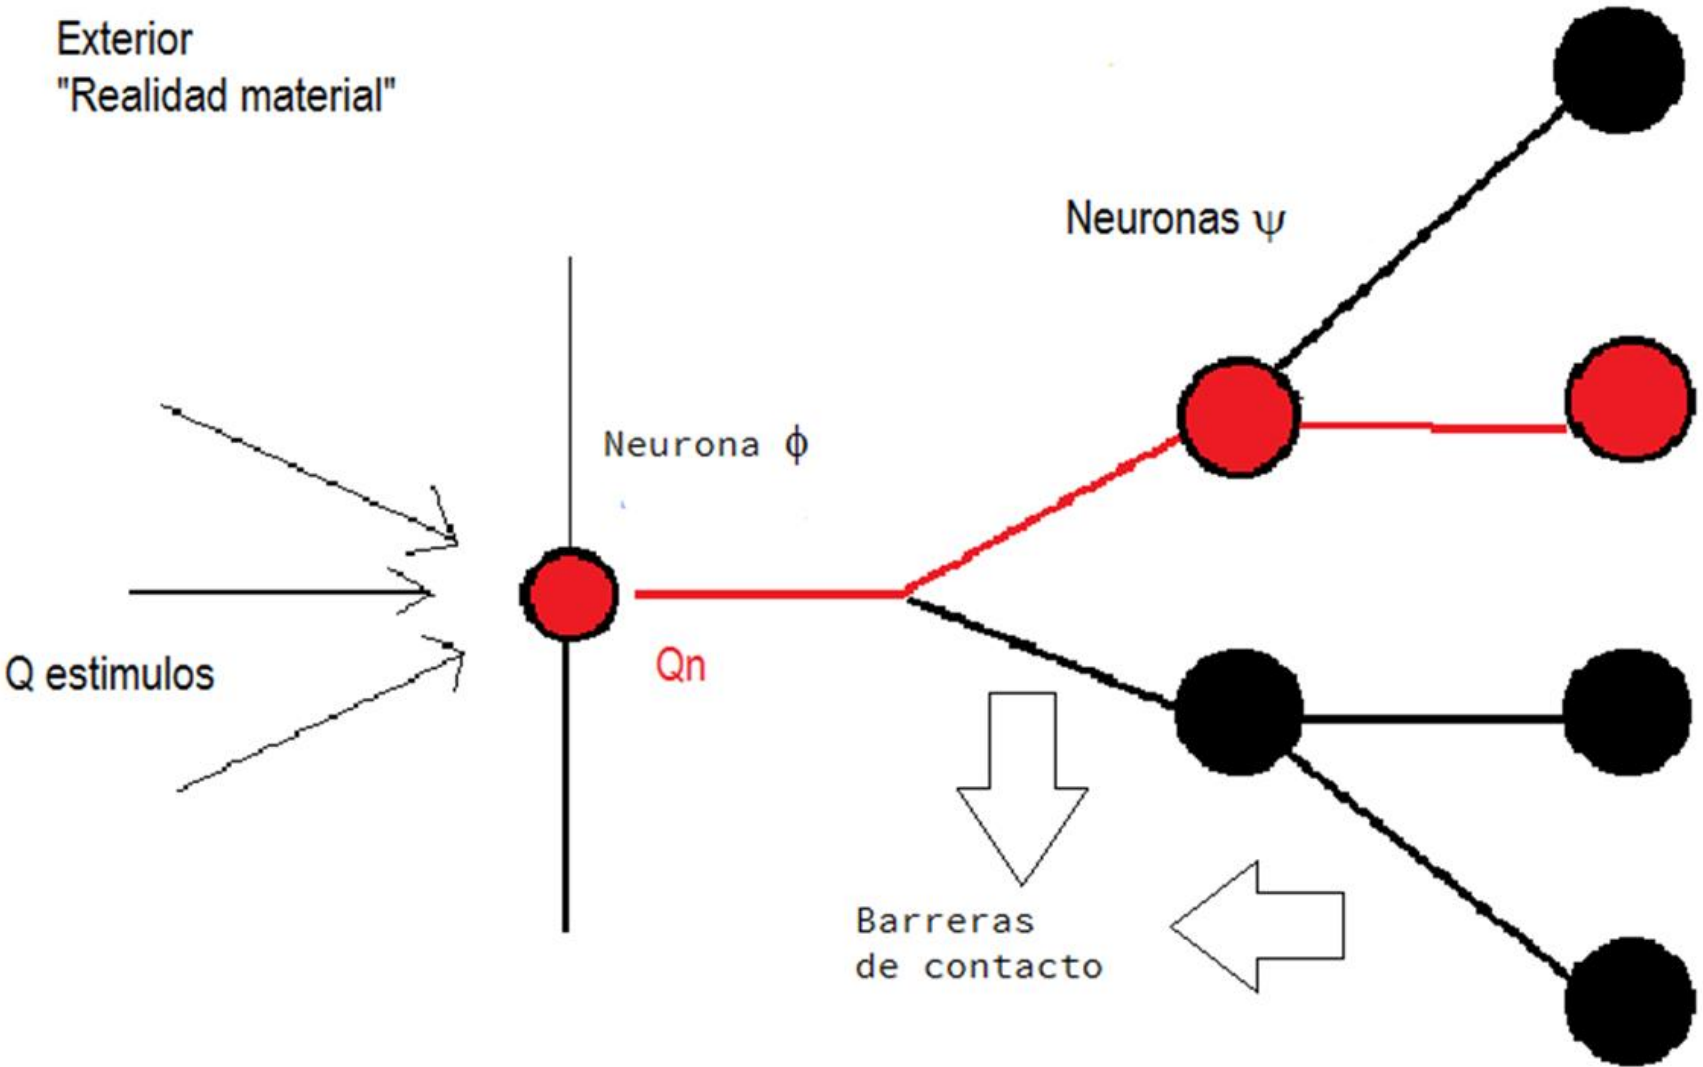 Exterior
"Realidad material"
Neuronas ψ
Neurona ϕ
Q estimulos
Qn
Barreras
de contacto